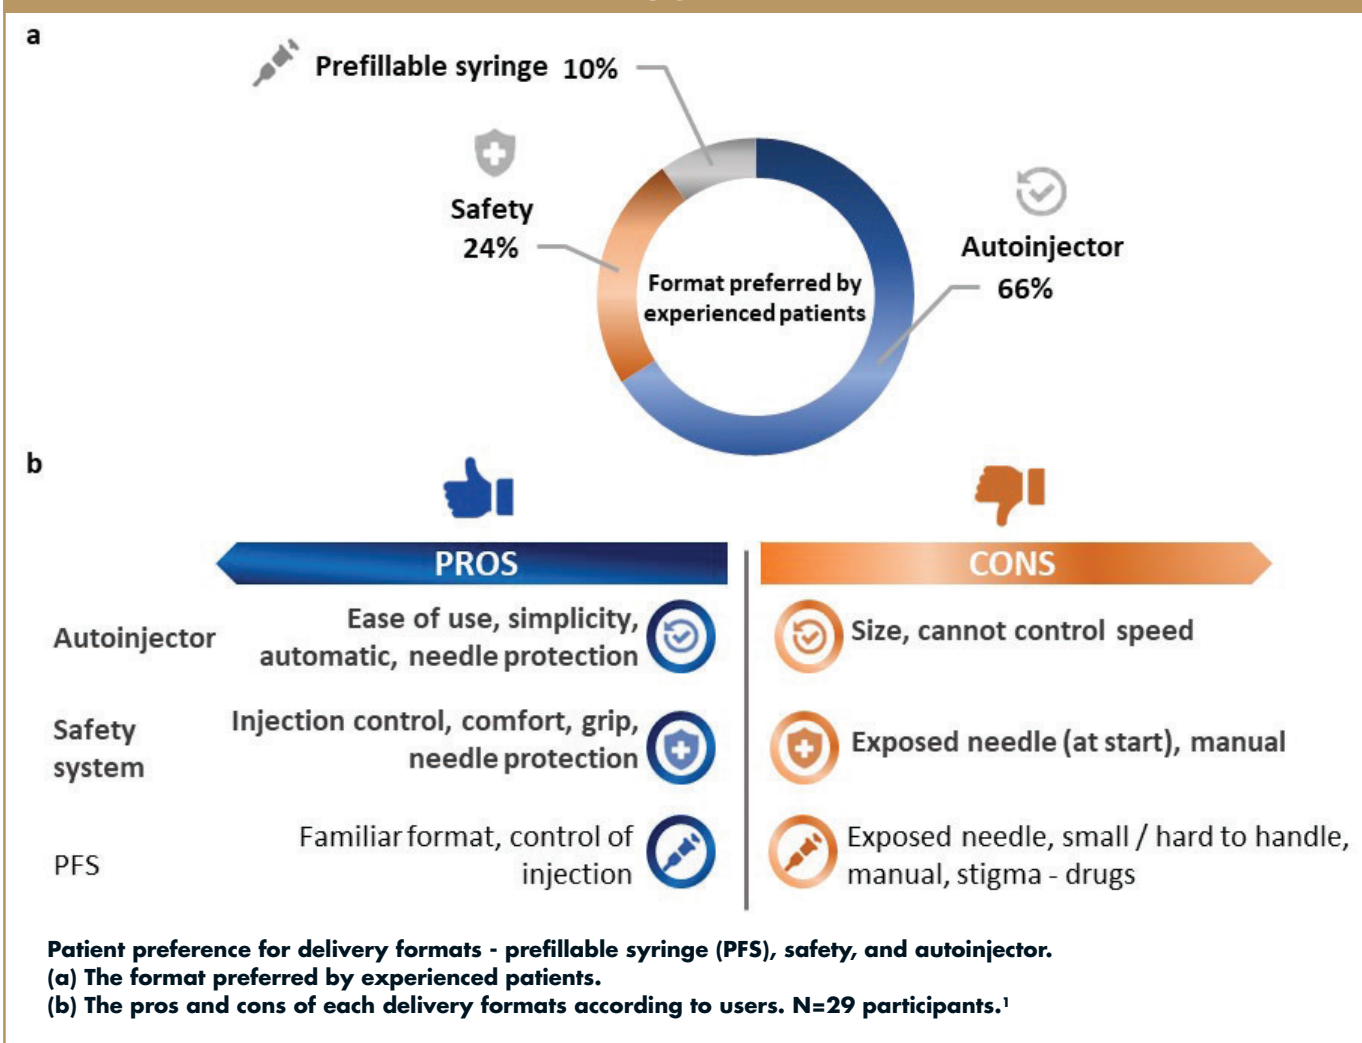 a
Prefillable syringe 10%
Safety
24%
Autoinjector
66%
Format preferred by
experienced patients
b
PROS
CONS
Autoinjector
Ease of use, simplicity,
automatic, needle protection
Size, cannot control speed
Safety
system
Injection control, comfort, grip,
needle protection
Exposed needle (at start), manual
PFS
Familiar format, control of
injection
Exposed needle, small / hard to handle,
manual, stigma - drugs
Patient preference for delivery formats - prefillable syringe (PFS), safety, and autoinjector.
(a) The format preferred by experienced patients.
(b) The pros and cons of each delivery formats according to users. N=29 participants.¹